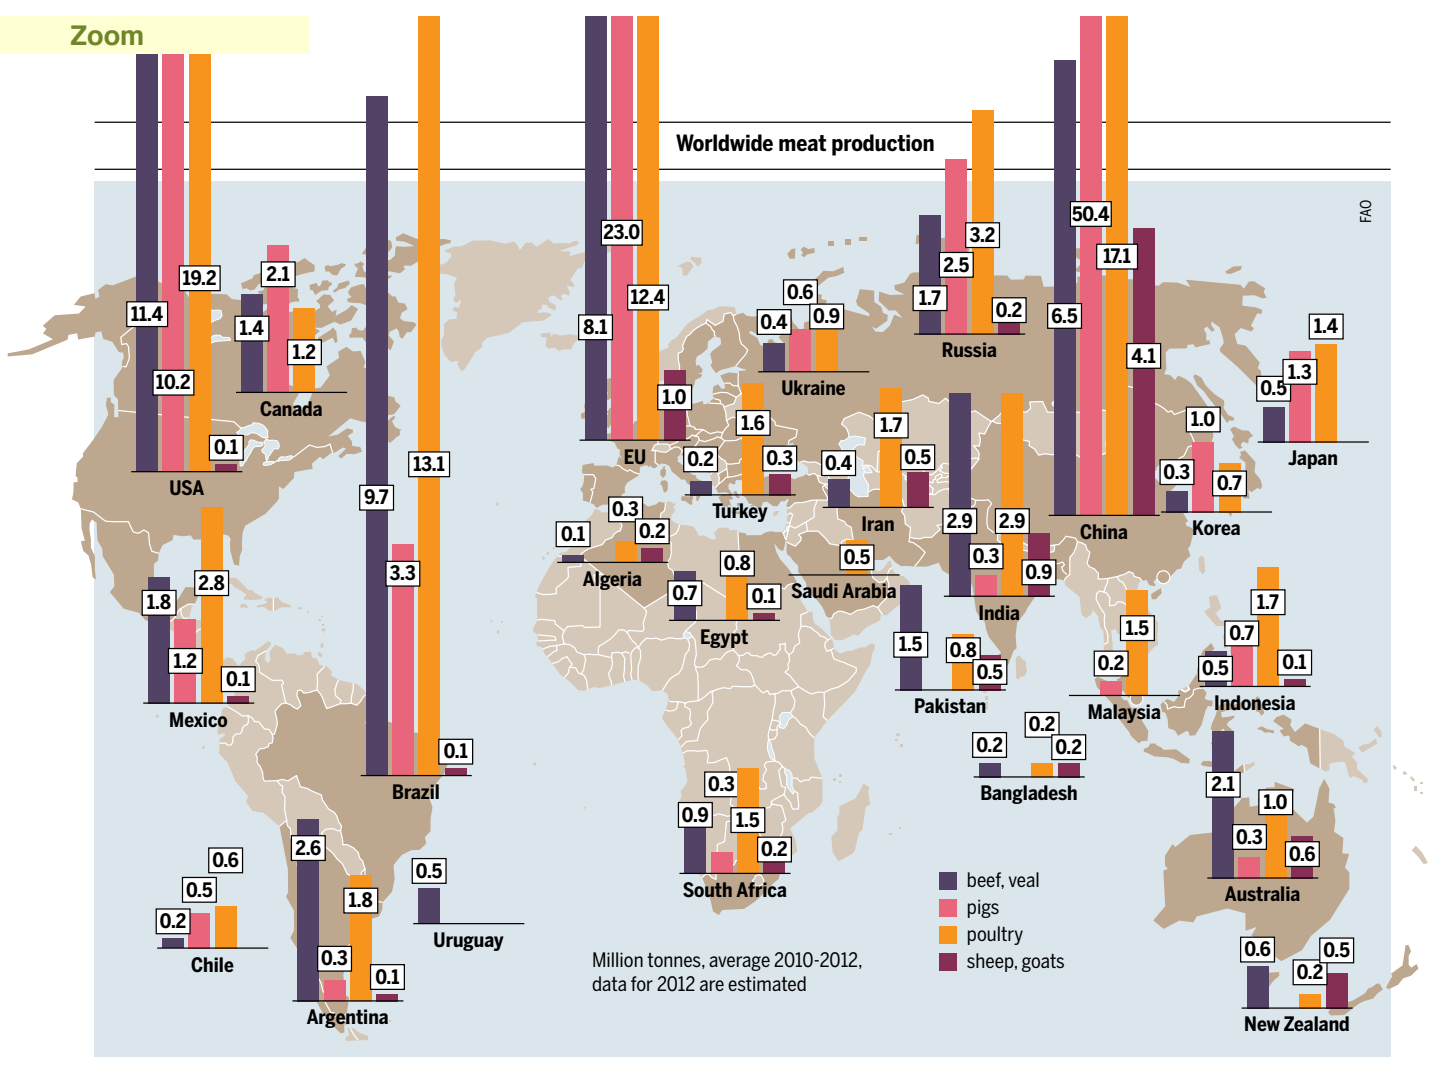 Zoom
Worldwide meat production
FAO
11.4
10.2
19.2
0.1
USA
1.4
2.1
1.2
Canada
9.7
3.3
13.1
0.1
Brazil
8.1
23.0
12.4
1.0
EU
0.4
0.6
0.9
Ukraine
1.7
2.5
3.2
0.2
Russia
6.5
50.4
17.1
4.1
China
0.5
1.3
1.4
Japan
0.3
1.0
0.7
Korea
0.2
1.6
0.3
Turkey
0.4
1.7
0.5
Iran
2.9
0.3
2.9
0.9
India
0.1
0.3
0.2
Algeria
0.7
0.8
0.1
Egypt
0.5
Saudi Arabia
1.8
1.2
2.8
0.1
Mexico
1.5
0.8
0.5
Pakistan
0.2
1.5
Malaysia
0.5
0.7
1.7
0.1
Indonesia
0.2
0.2
0.2
Bangladesh
0.9
0.3
1.5
0.2
South Africa
2.1
0.3
1.0
0.6
Australia
0.2
0.5
0.6
Chile
2.6
0.3
1.8
0.1
Argentina
0.5
Uruguay
0.6
0.2
0.5
New Zealand
beef, veal
pigs
poultry
sheep, goats
Million tonnes, average 2010-2012,
data for 2012 are estimated